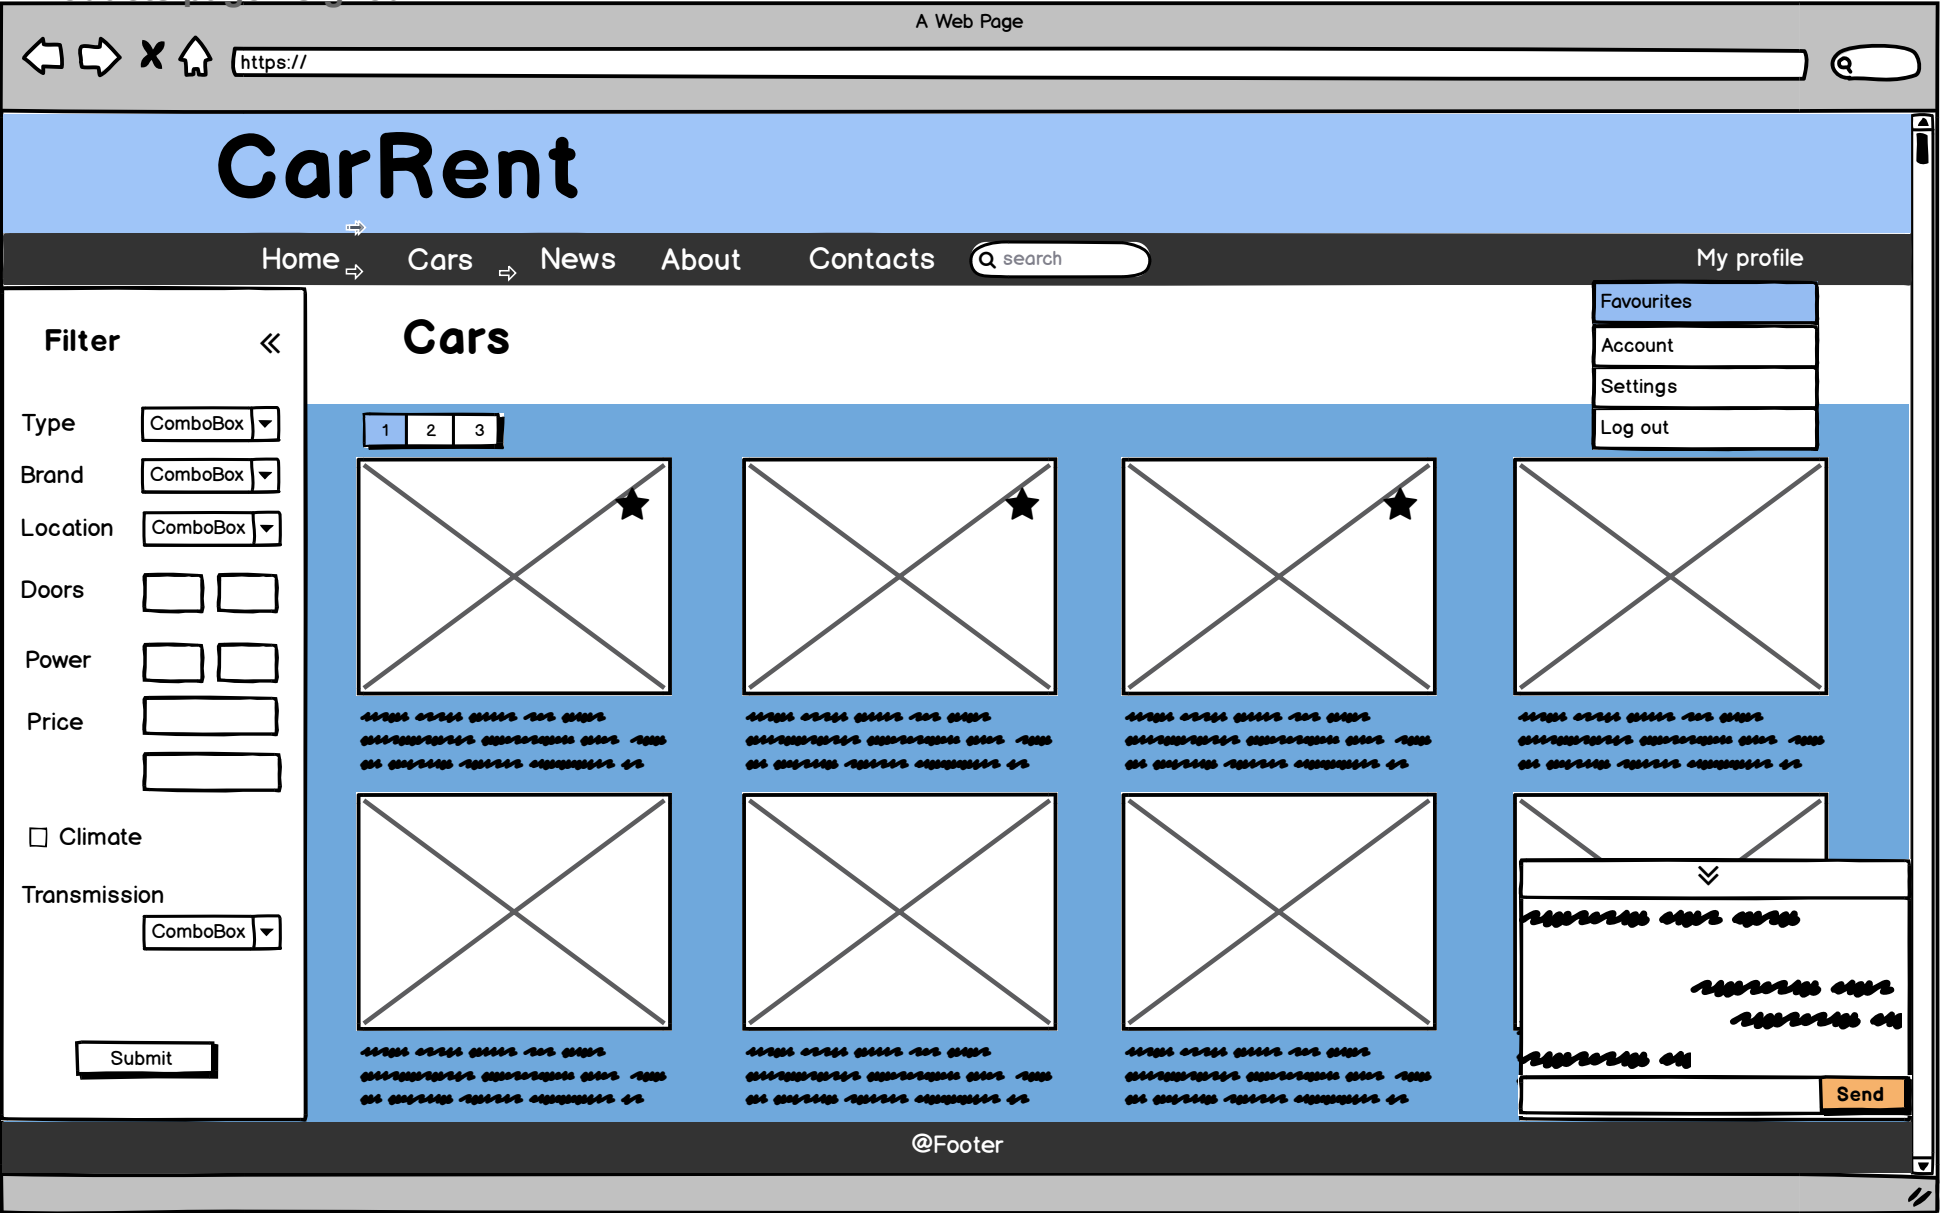 A Web Page
https://
CarRent
Home Cars News About Contacts search My profile
Favourites
Account
Settings
Log out
Filter
Cars
Type ComboBox
Brand ComboBox
Location ComboBox
Doors
Power
Price
Climate
Transmission
ComboBox
Submit
1 2 3
Send
@Footer